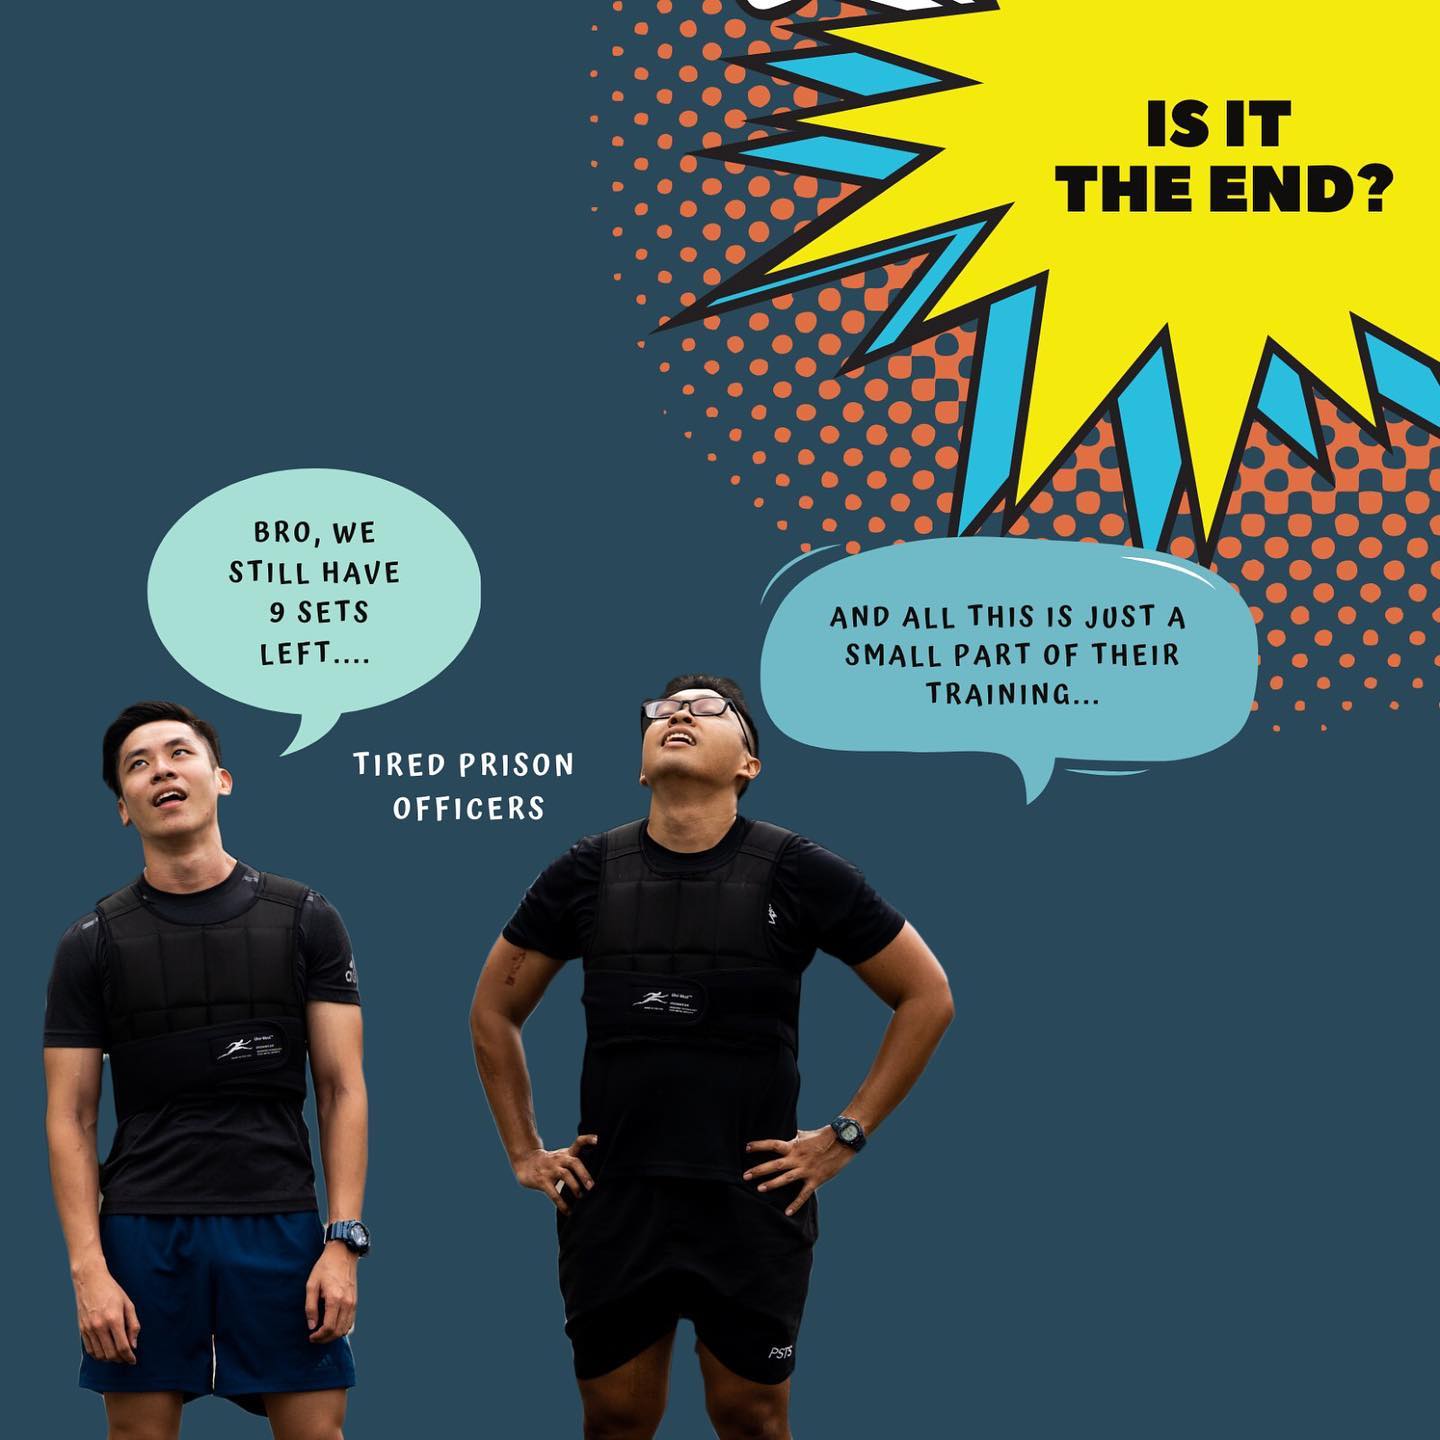 IS IT
THE END?
BRO, WE
STILL HAVE
9 SETS
LEFT....
AND ALL THIS IS JUST A
SMALL PART OF THEIR
TRAINING...
TIRED PRISON
OFFICERS
PSTS